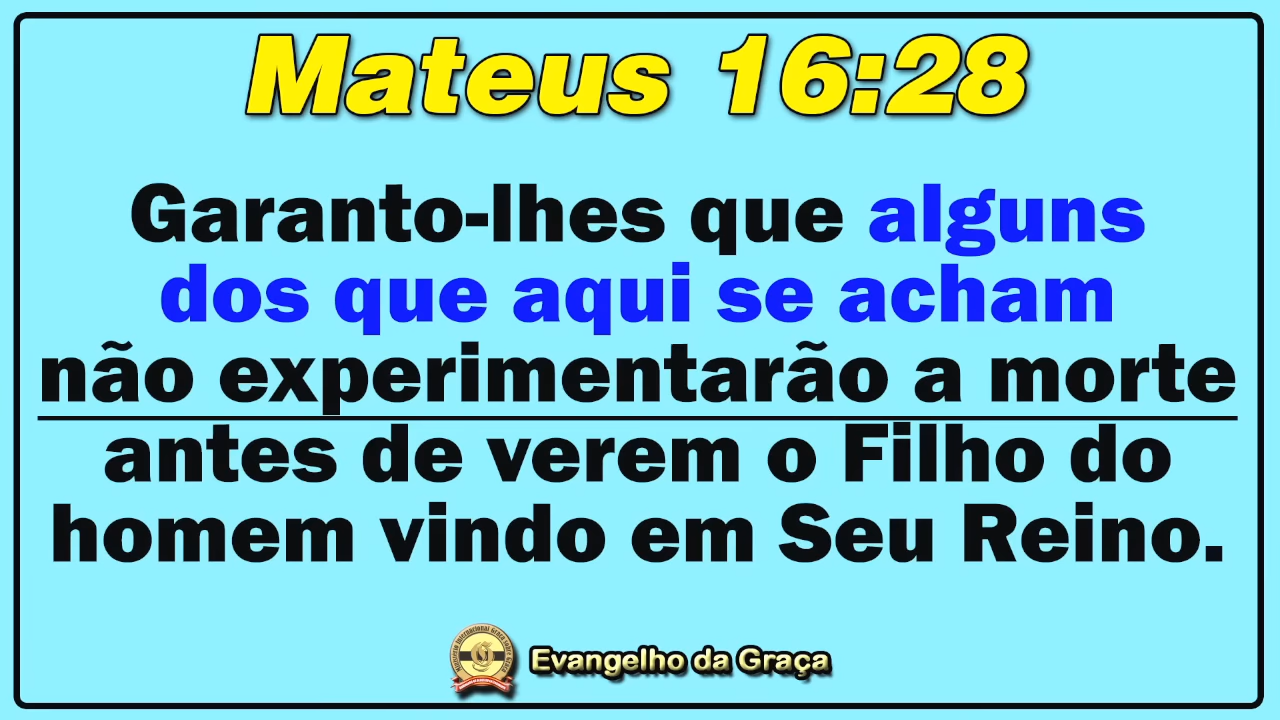 Mateus 16:28
Garanto-lhes que alguns
dos que aqui se acham
não experimentarão a morte
antes de verem o Filho do
homem vindo em Seu Reino.
Evangelho da Graça